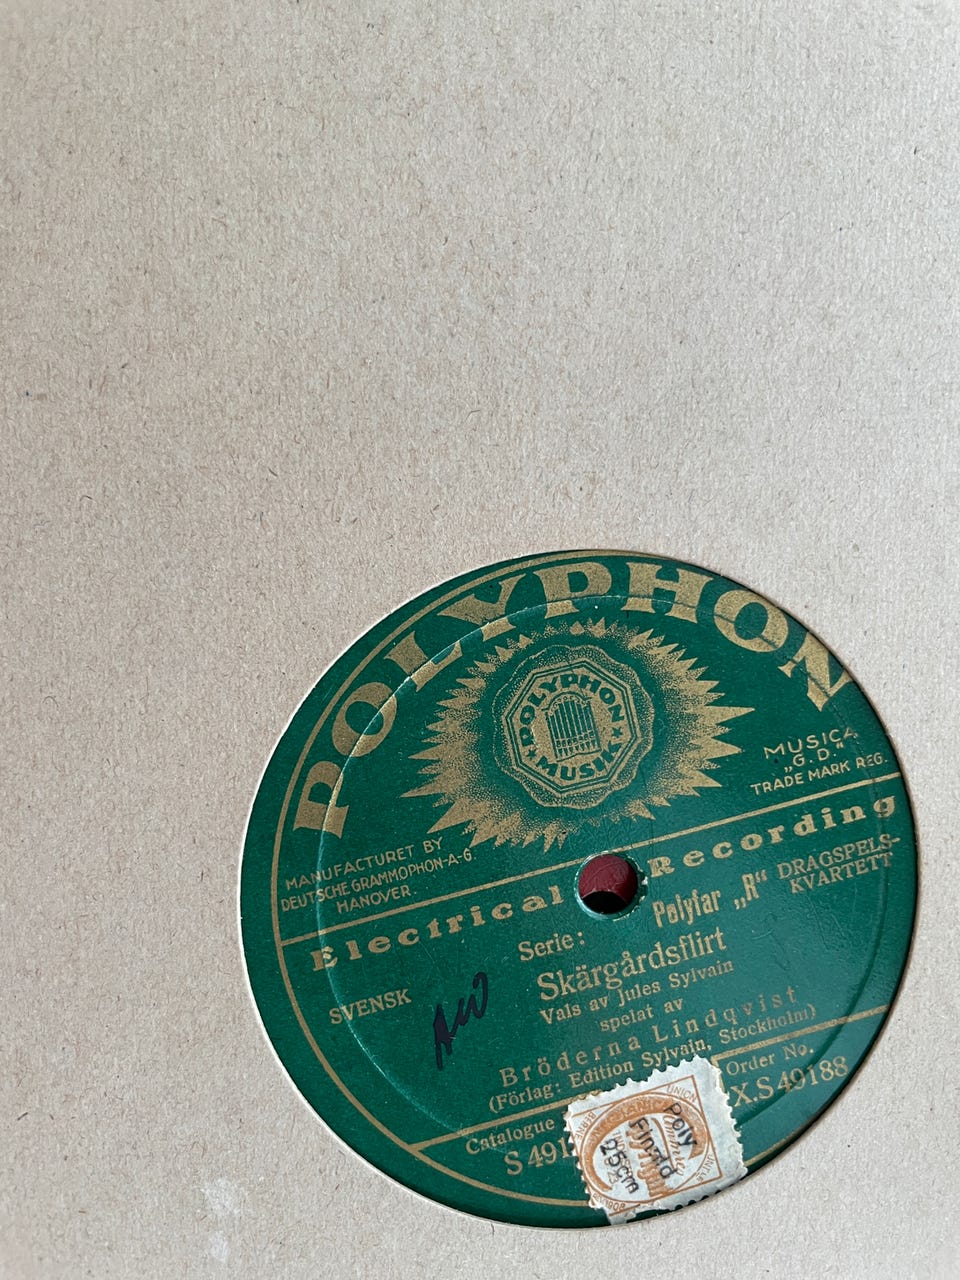 POLYPHON
POLYPHON
MUSIK
MUSICA
„G.D“
TRADE MARK REG.
MANUFACTURET BY
DEUTSCHE GRAMMOPHON-A-G.
HANOVER.
Electrical Recording
Serie: Polyfar „R“
DRAGSPELS-
KVARTETT
SVENSK
Skärgårdsflirt
Vals av Jules Sylvain
spelat av
Bröderna Lindqvist
(Förlag: Edition Sylvain, Stockholm)
Catalogue
S 491
Order No.
X.S 49188
UNION
Poly
25cm